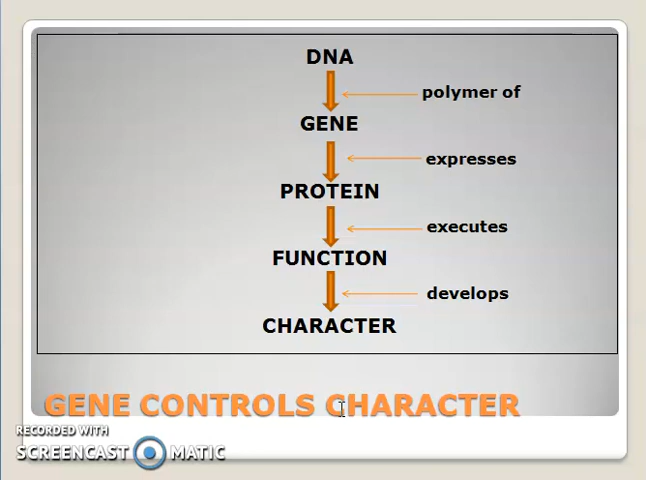 DNA
polymer of
GENE
expresses
PROTEIN
executes
FUNCTION
develops
CHARACTER
GENE CONTROLS CHARACTER
RECORDED WITH
SCREENCAST MATIC